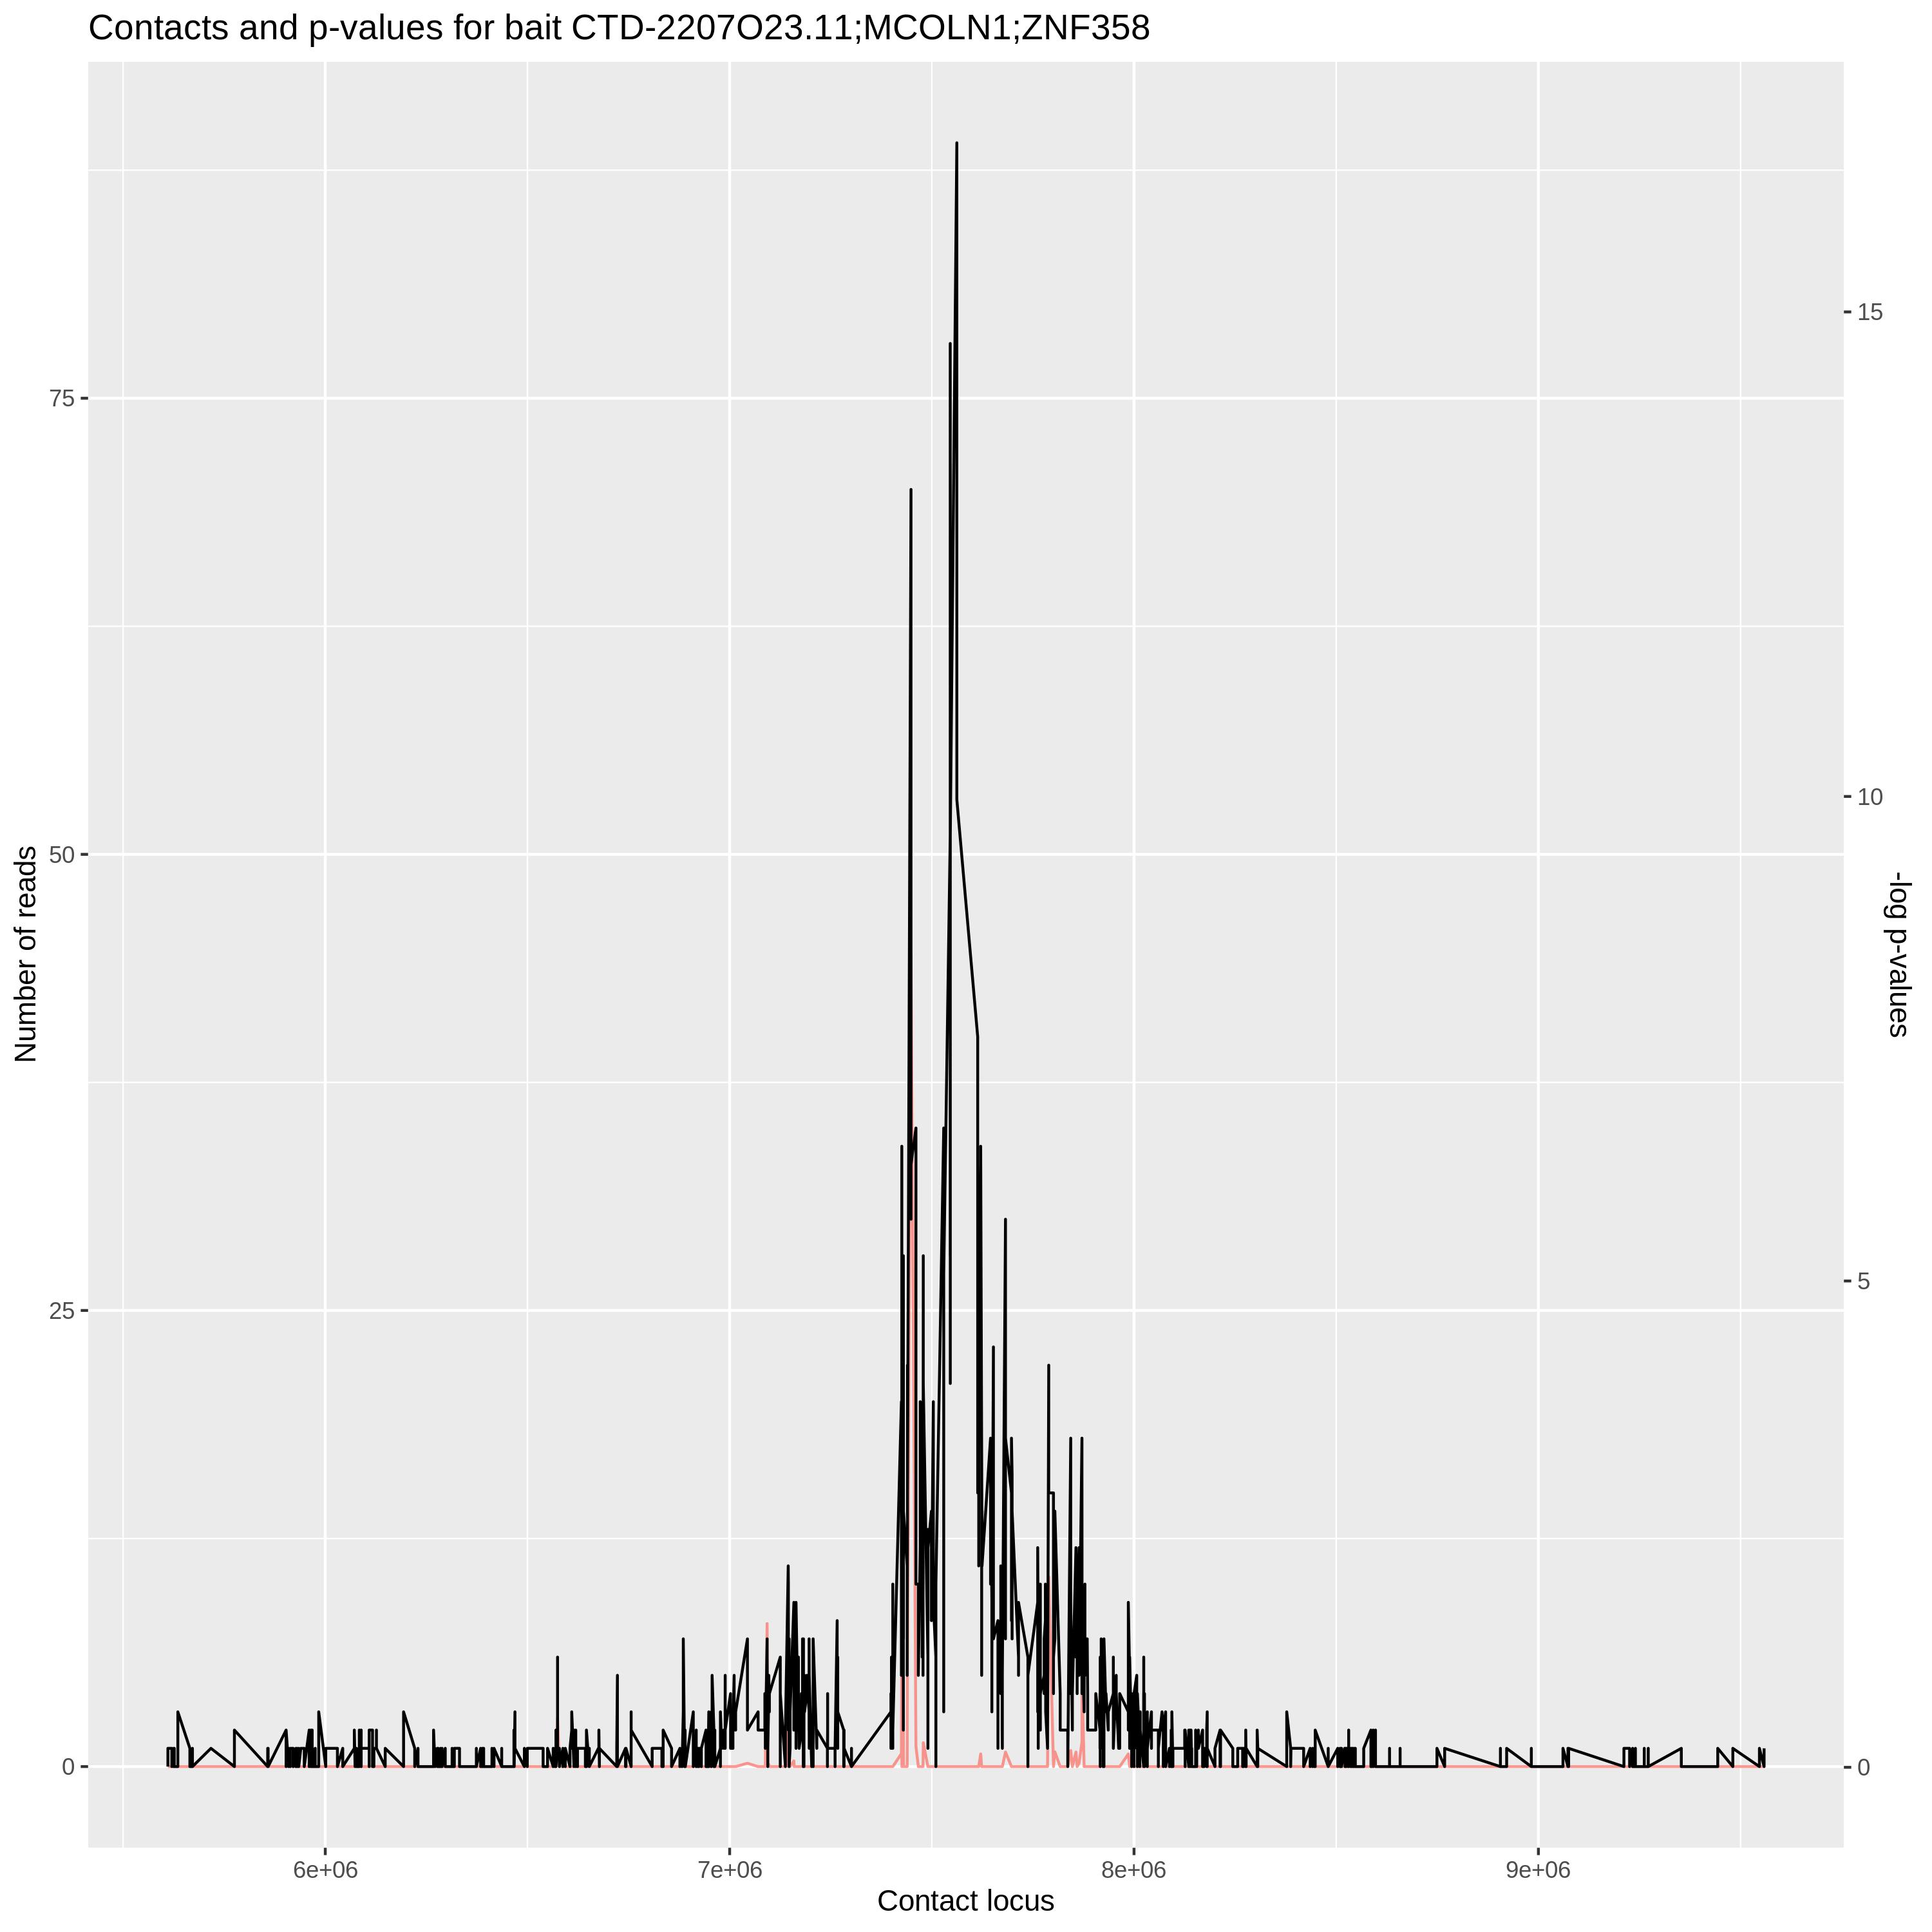 Contacts and p-values for bait CTD-2207O23.11;MCOLN1;ZNF358
Number of reads
75
50
25
0
15
10
5
0
-log p-values
6e+06 7e+06 8e+06 9e+06
Contact locus